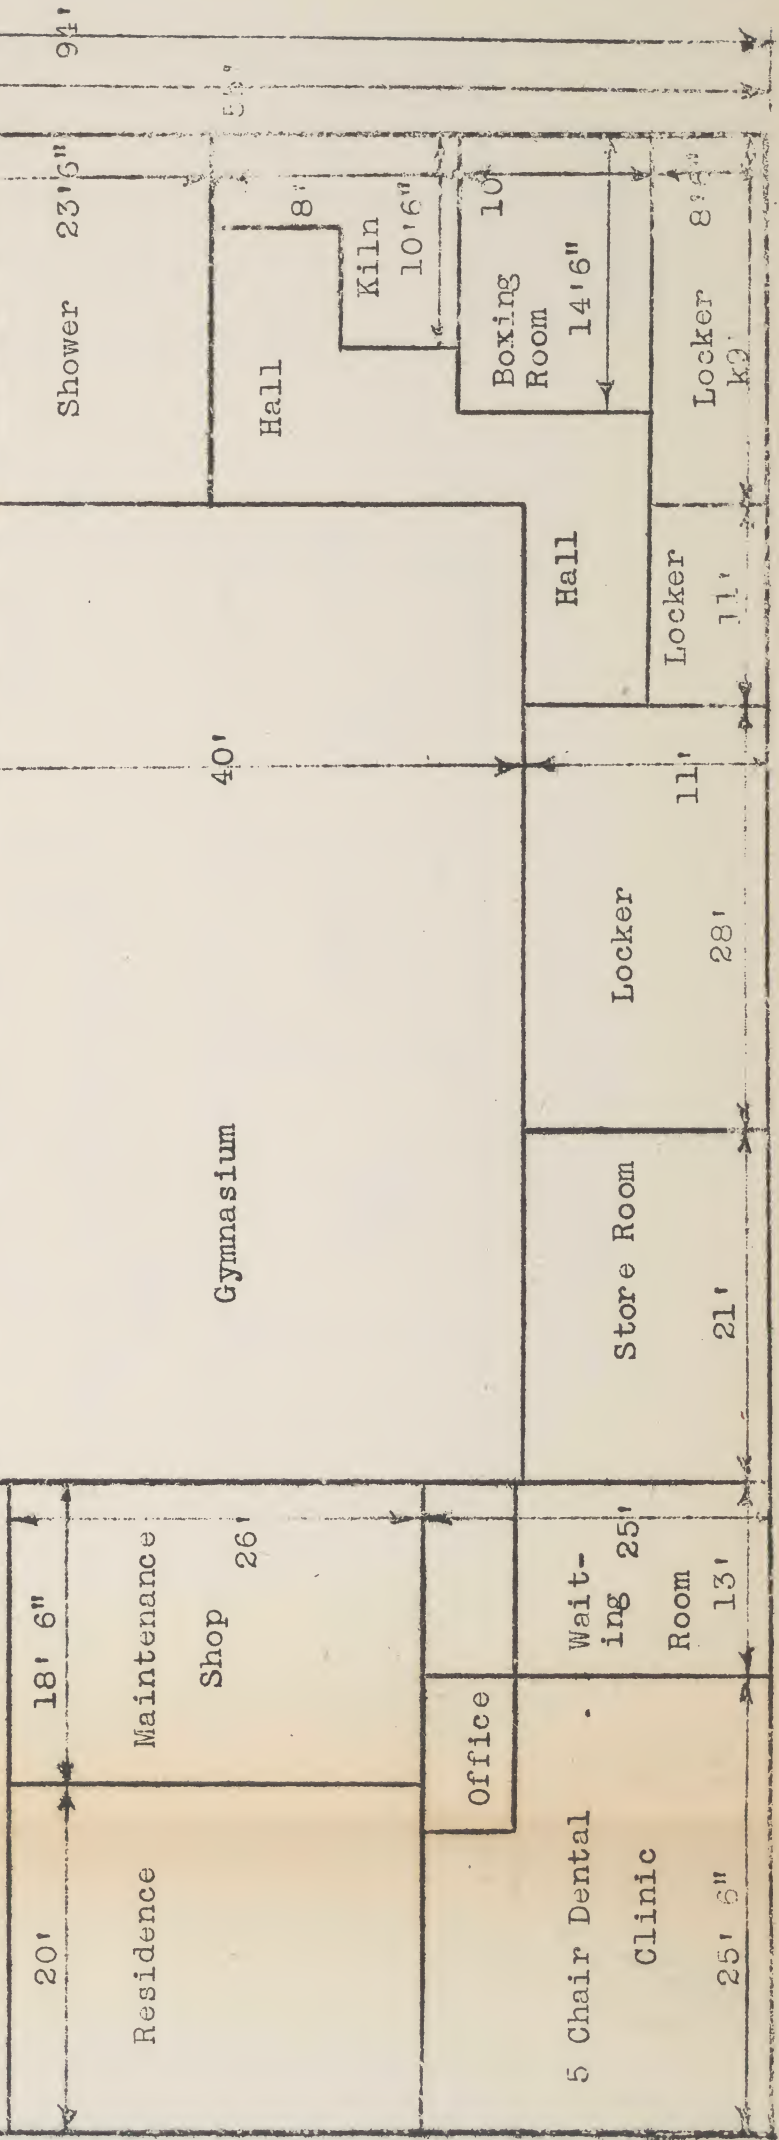 94'
Shower 23'6"
8'
Kiln
10'6"
10'
Hall
Boxing
Room
14'6"
Locker
Hall
Locker
11'
40'
11'
Locker
28'
Gymnasium
Store Room
21'
18' 6"
Maintenance
Shop 26'
Wait-
ing 25'
Room
13'
20'
Residence
Office
5 Chair Dental
Clinic
25' 6"